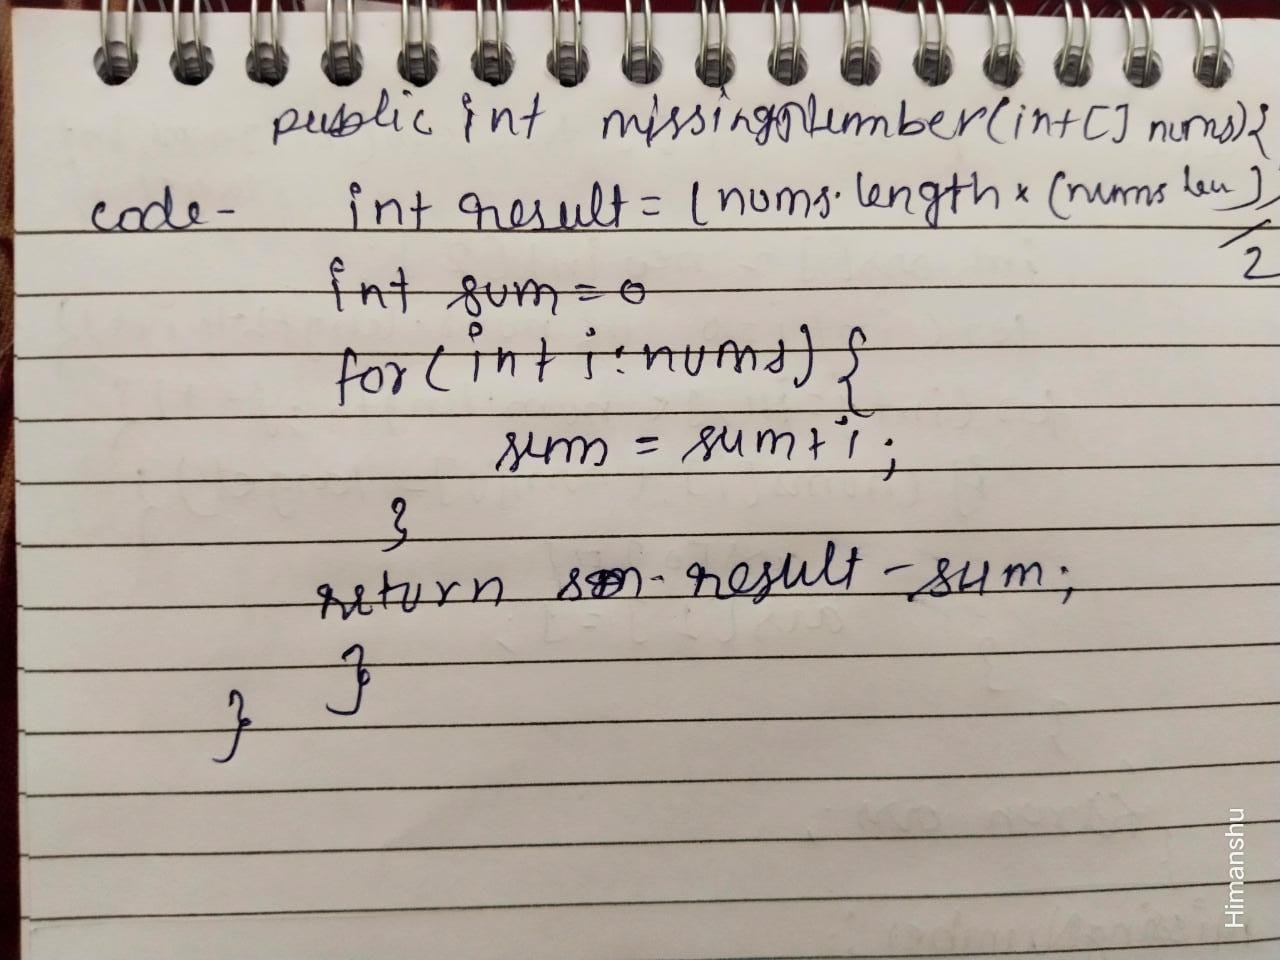 public int missingNumber(int[] nums){
code- int result = (nums.length x (nums len))
/2
int sum = 0
for(int i: nums) {
sum = sum + i;
}
return result - sum;
}
}
Himanshu